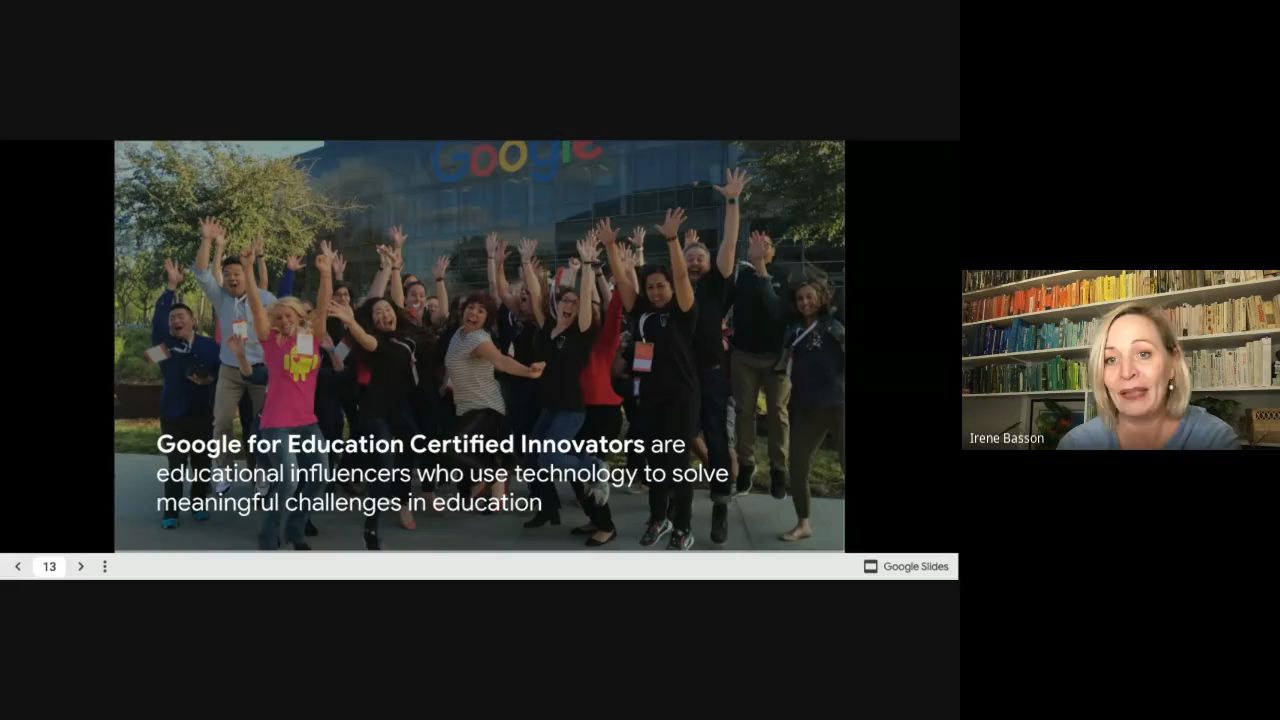 Google
Google for Education Certified Innovators are
educational influencers who use technology to solve
meaningful challenges in education
13
Google Slides
Irene Basson